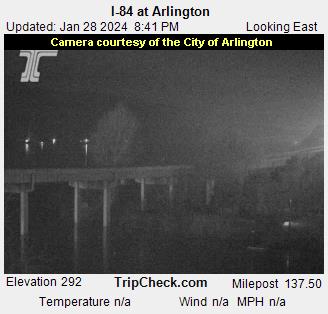 I-84 at Arlington
Updated: Jan 28 2024 8:41 PM Looking East
Camera courtesy of the City of Arlington
Elevation 292 TripCheck.com Milepost 137.50
Temperature n/a Wind n/a MPH n/a